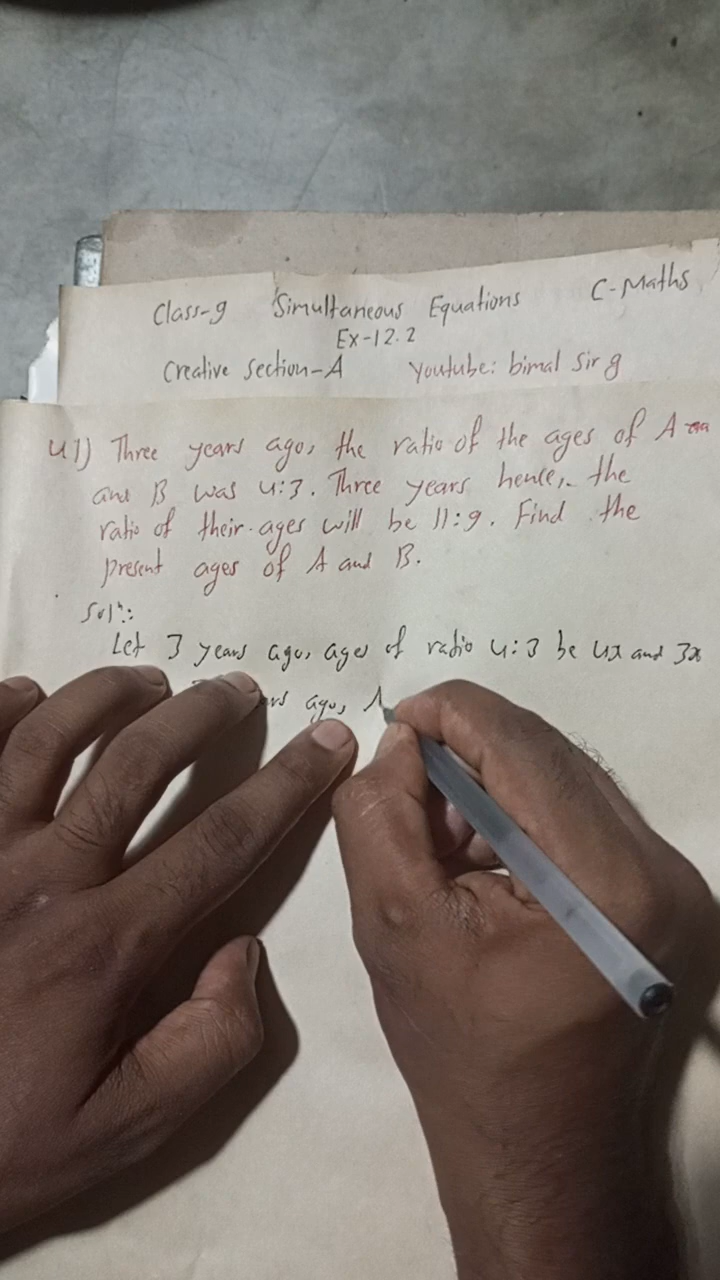 Class-9 Simultaneous Equations C-Maths
Ex-12.2
Creative section-A Youtube: bimal sir g
41) Three years ago, the ratio of the ages of A
and B was 4:3. Three years hence, the
ratio of their ages will be 11:9. Find the
present ages of A and B.
Solⁿ:
Let 3 years ago, ages of ratio 4:3 be 4x and 3x
ago, A